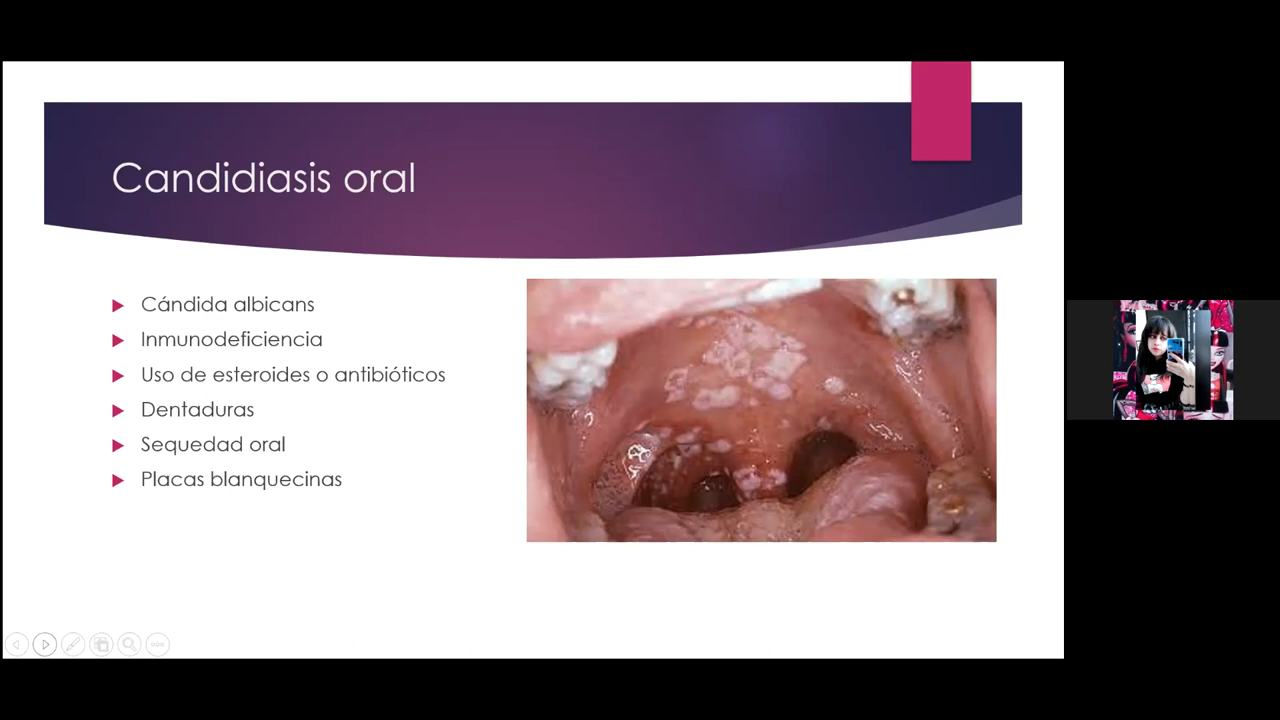 Candidiasis oral
Cándida albicans
Inmunodeficiencia
Uso de esteroides o antibióticos
Dentaduras
Sequedad oral
Placas blanquecinas